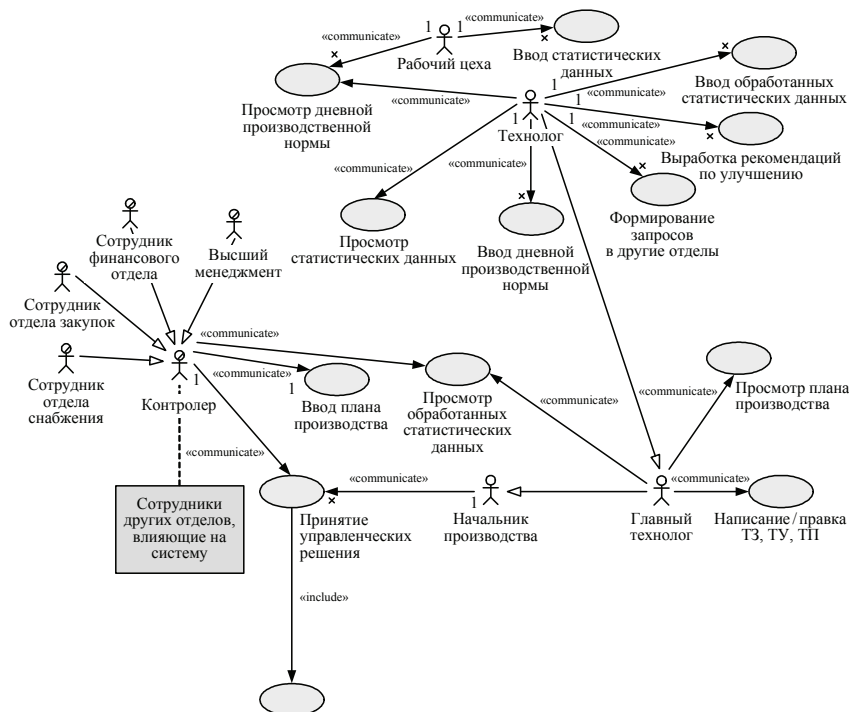 «communicate»
1
1
«communicate»
×
Рабочий цеха
×
Ввод статистических
данных
×
Ввод обработанных
статистических данных
Просмотр дневной
производственной
нормы
«communicate»
1
«communicate»
1
1
1
Технолог
«communicate»
«communicate»
×
Выработка рекомендаций
по улучшению
«communicate»
«communicate»
×
Формирование
запросов
в другие отделы
Просмотр
статистических данных
×
Ввод дневной
производственной
нормы
Сотрудник
финансового
отдела
Высший
менеджмент
Сотрудник
отдела закупок
Сотрудник
отдела
снабжения
Контролер
1
«communicate»
«communicate»
1
Ввод плана
производства
Просмотр
обработанных
статистических
данных
«communicate»
«communicate»
Просмотр плана
производства
«communicate»
Сотрудники
других отделов,
влияющие на
систему
«communicate»
×
1
Принятие
управленческих
решения
Начальник
производства
Главный
технолог
«communicate»
Написание / правка
ТЗ, ТУ, ТП
«include»